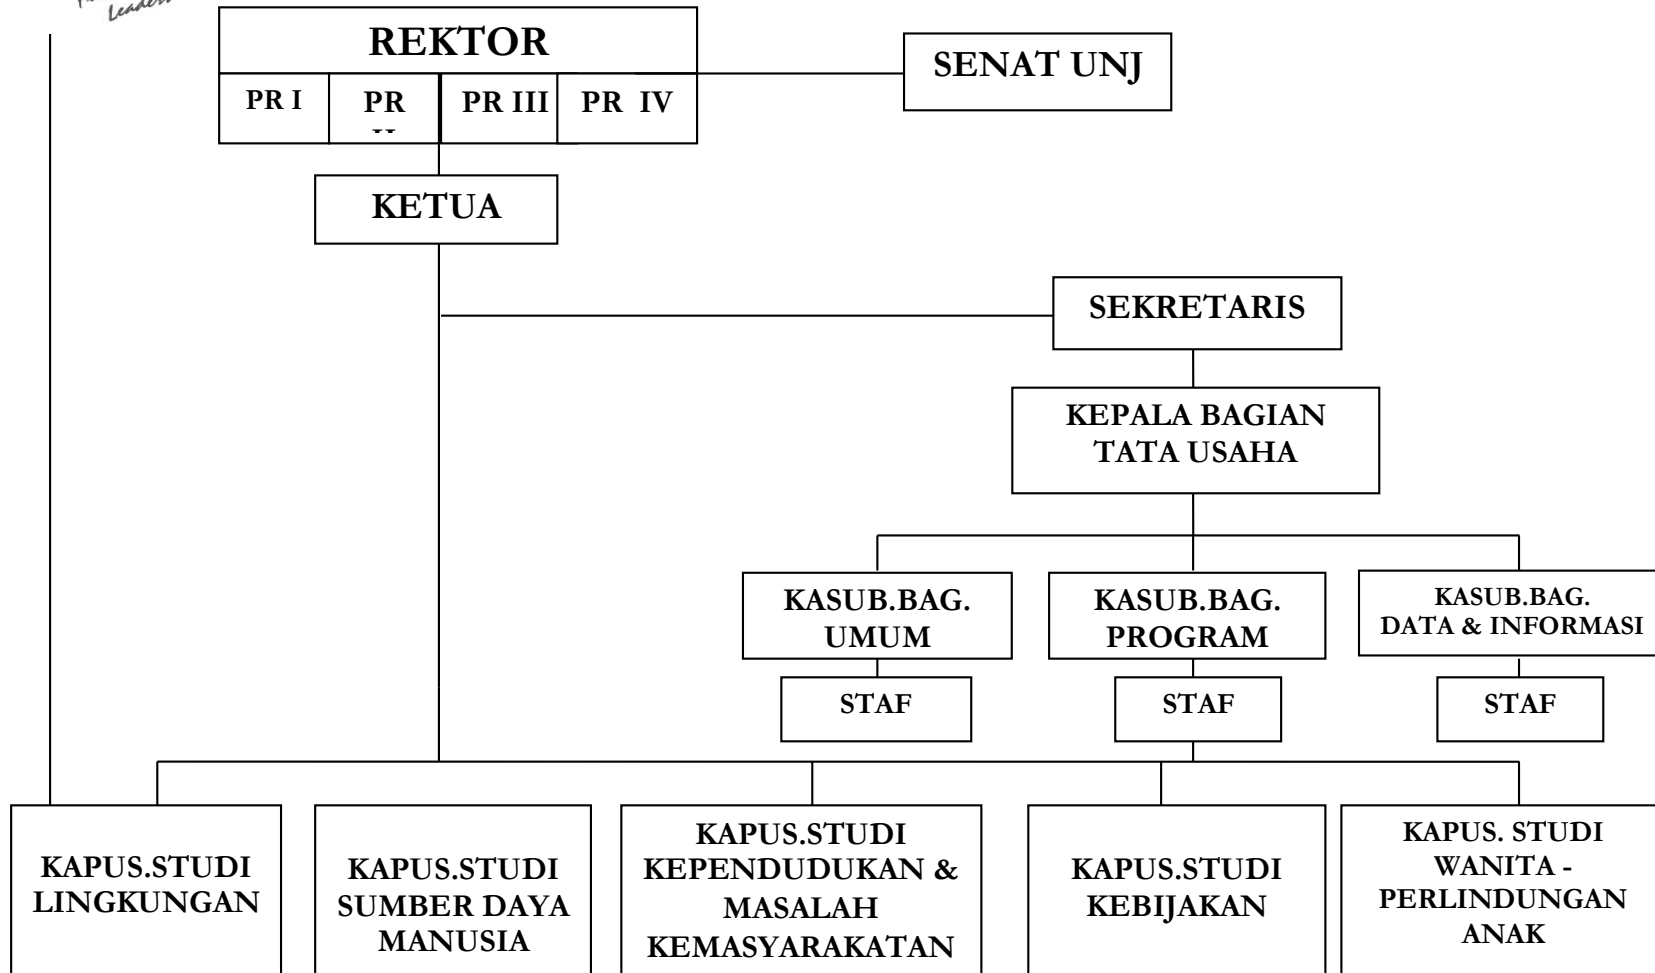 REKTOR
SENAT UNJ
PR I
PR
PR III
PR IV
KETUA
SEKRETARIS
KEPALA BAGIAN
TATA USAHA
KASUB.BAG.
UMUM
KASUB.BAG.
PROGRAM
KASUB.BAG.
DATA & INFORMASI
STAF
STAF
STAF
KAPUS.STUDI
LINGKUNGAN
KAPUS.STUDI
SUMBER DAYA
MANUSIA
KAPUS.STUDI
KEPENDUDUKAN &
MASALAH
KEMASYARAKATAN
KAPUS.STUDI
KEBIJAKAN
KAPUS. STUDI
WANITA -
PERLINDUNGAN
ANAK